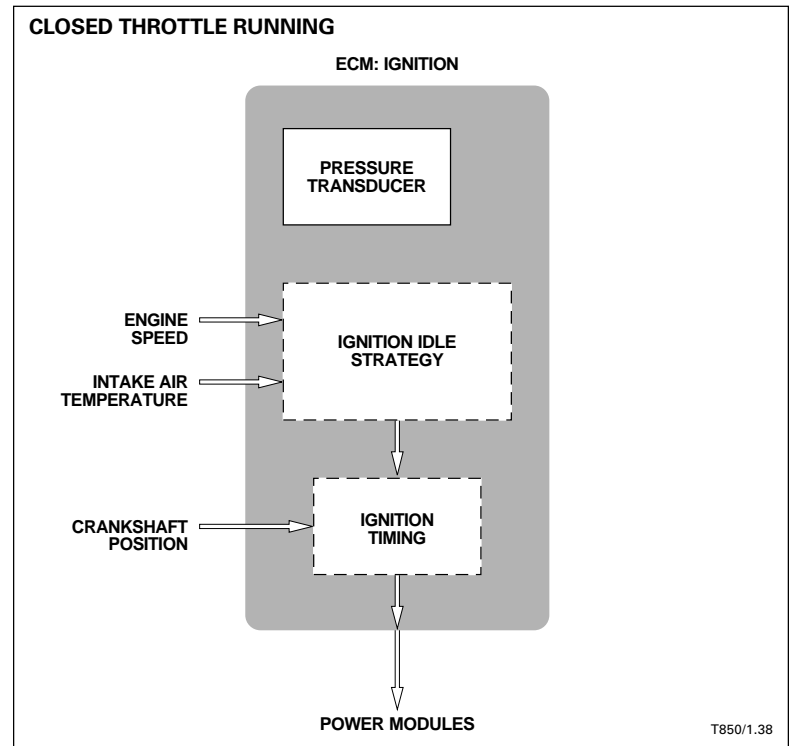 CLOSED THROTTLE RUNNING
ECM: IGNITION
PRESSURE
TRANSDUCER
ENGINE
SPEED
IGNITION IDLE
STRATEGY
INTAKE AIR
TEMPERATURE
CRANKSHAFT
POSITION
IGNITION
TIMING
POWER MODULES
T850/1.38